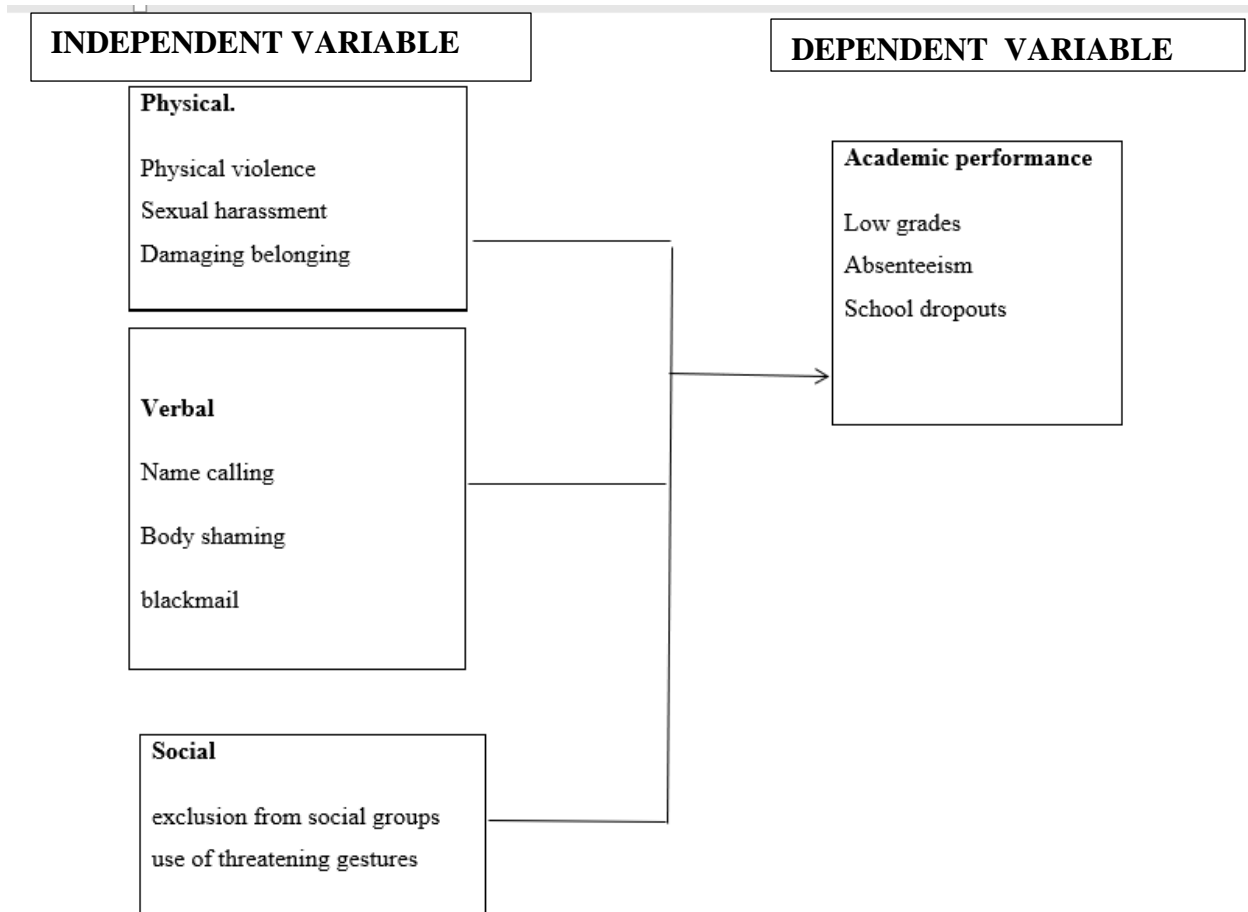 INDEPENDENT VARIABLE
DEPENDENT VARIABLE
Physical.
Physical violence
Sexual harassment
Damaging belonging
Verbal
Name calling
Body shaming
blackmail
Social
exclusion from social groups
use of threatening gestures
Academic performance
Low grades
Absenteeism
School dropouts